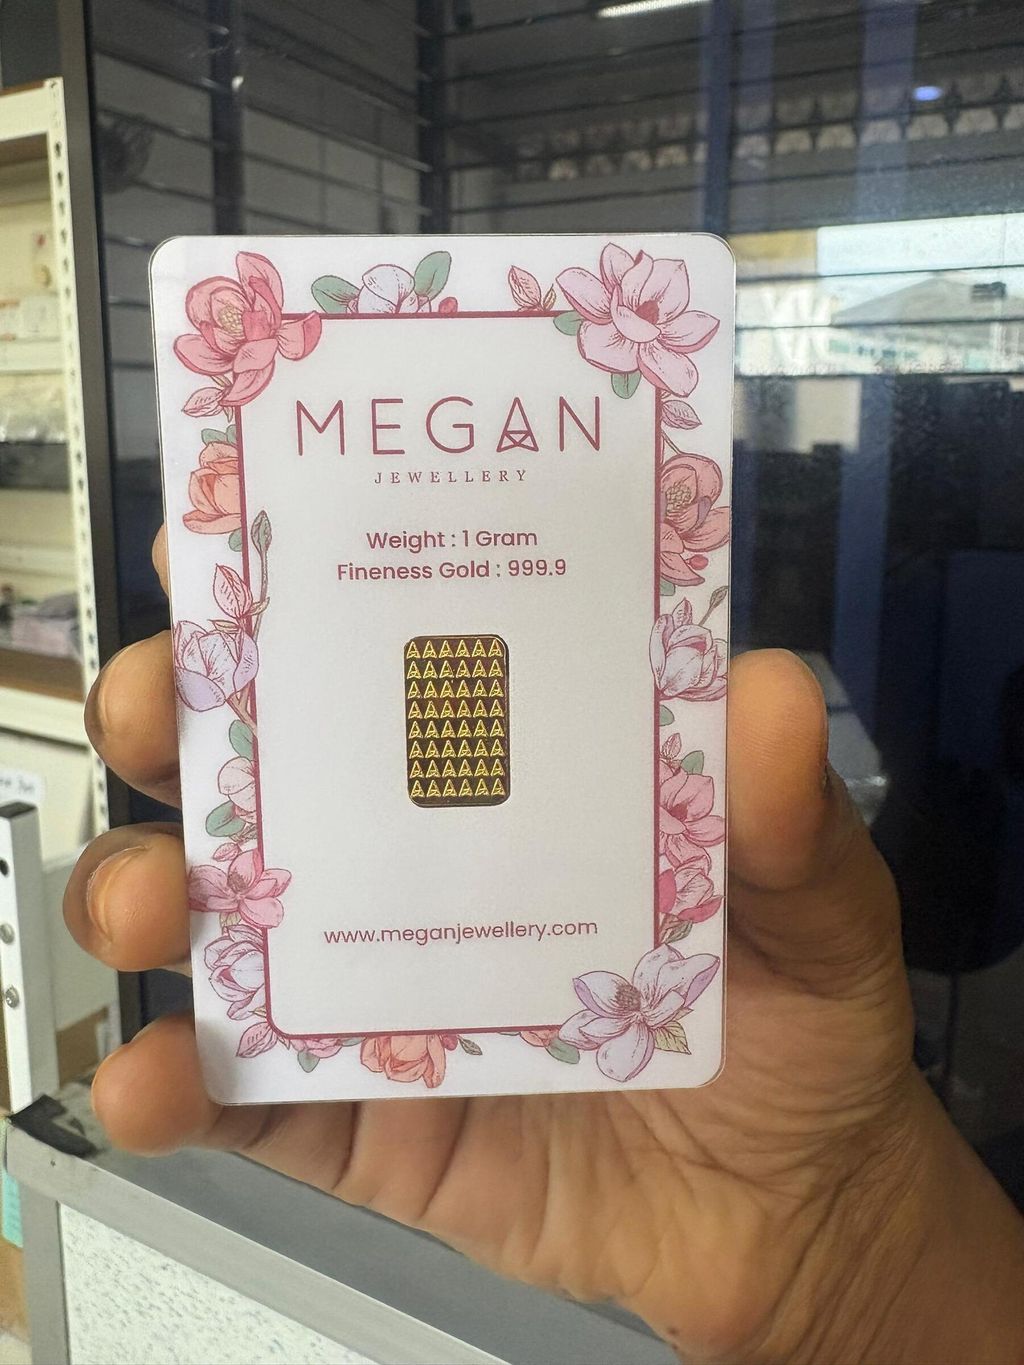 MEGAN
JEWELLERY
Weight : 1 Gram
Fineness Gold : 999.9
www.meganjewellery.com